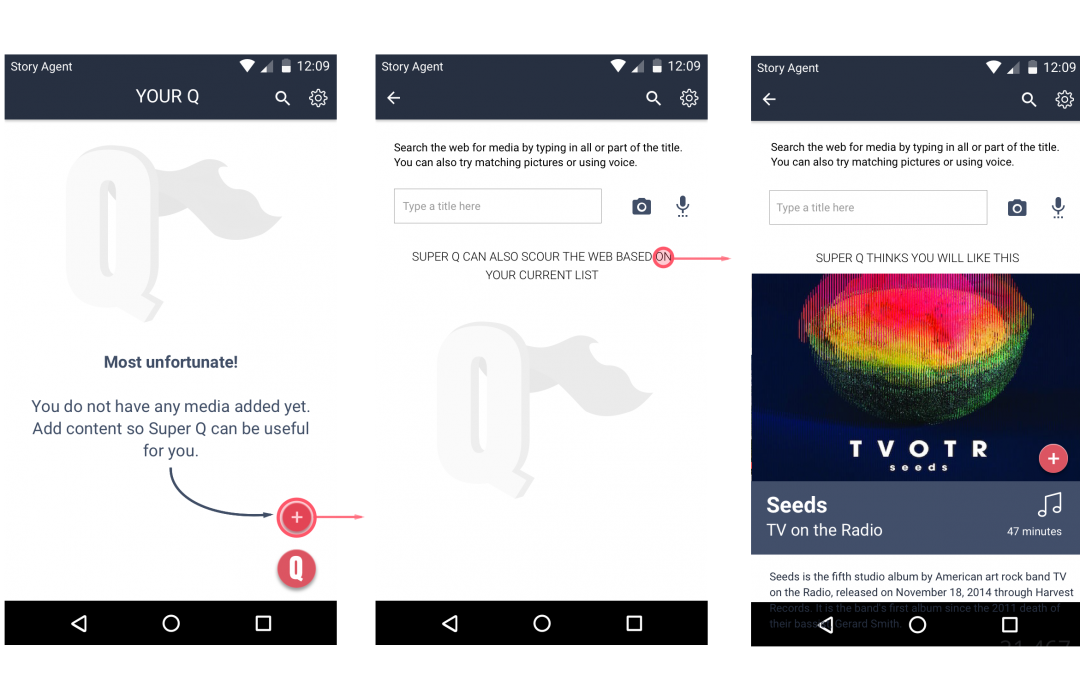 Story Agent 12:09
YOUR Q
Q
Most unfortunate!
You do not have any media added yet.
Add content so Super Q can be useful
for you.
+
Q
Story Agent 12:09
Search the web for media by typing in all or part of the title.
You can also try matching pictures or using voice.
Type a title here
SUPER Q CAN ALSO SCOUR THE WEB BASED ON
YOUR CURRENT LIST
Q
Story Agent 12:09
Search the web for media by typing in all or part of the title.
You can also try matching pictures or using voice.
Type a title here
SUPER Q THINKS YOU WILL LIKE THIS
TVOTR
seeds
+
Seeds
TV on the Radio
47 minutes
Seeds is the fifth studio album by American art rock band TV
on the Radio, released on November 18, 2014 through Harvest
Records. It is the band's first album since the 2011 death of
their bassist Gerard Smith.